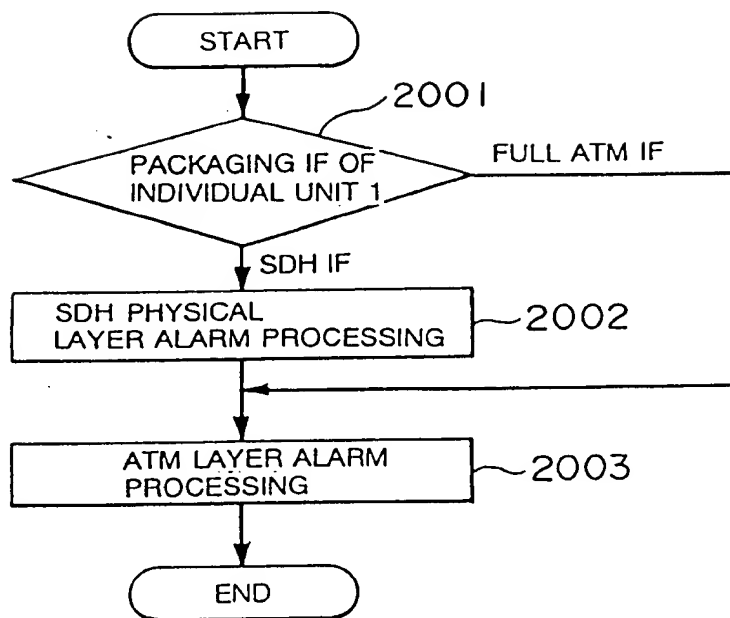 START
2001
PACKAGING IF OF
INDIVIDUAL UNIT 1
FULL ATM IF
SDH IF
SDH PHYSICAL
LAYER ALARM PROCESSING
2002
ATM LAYER ALARM
PROCESSING
2003
END